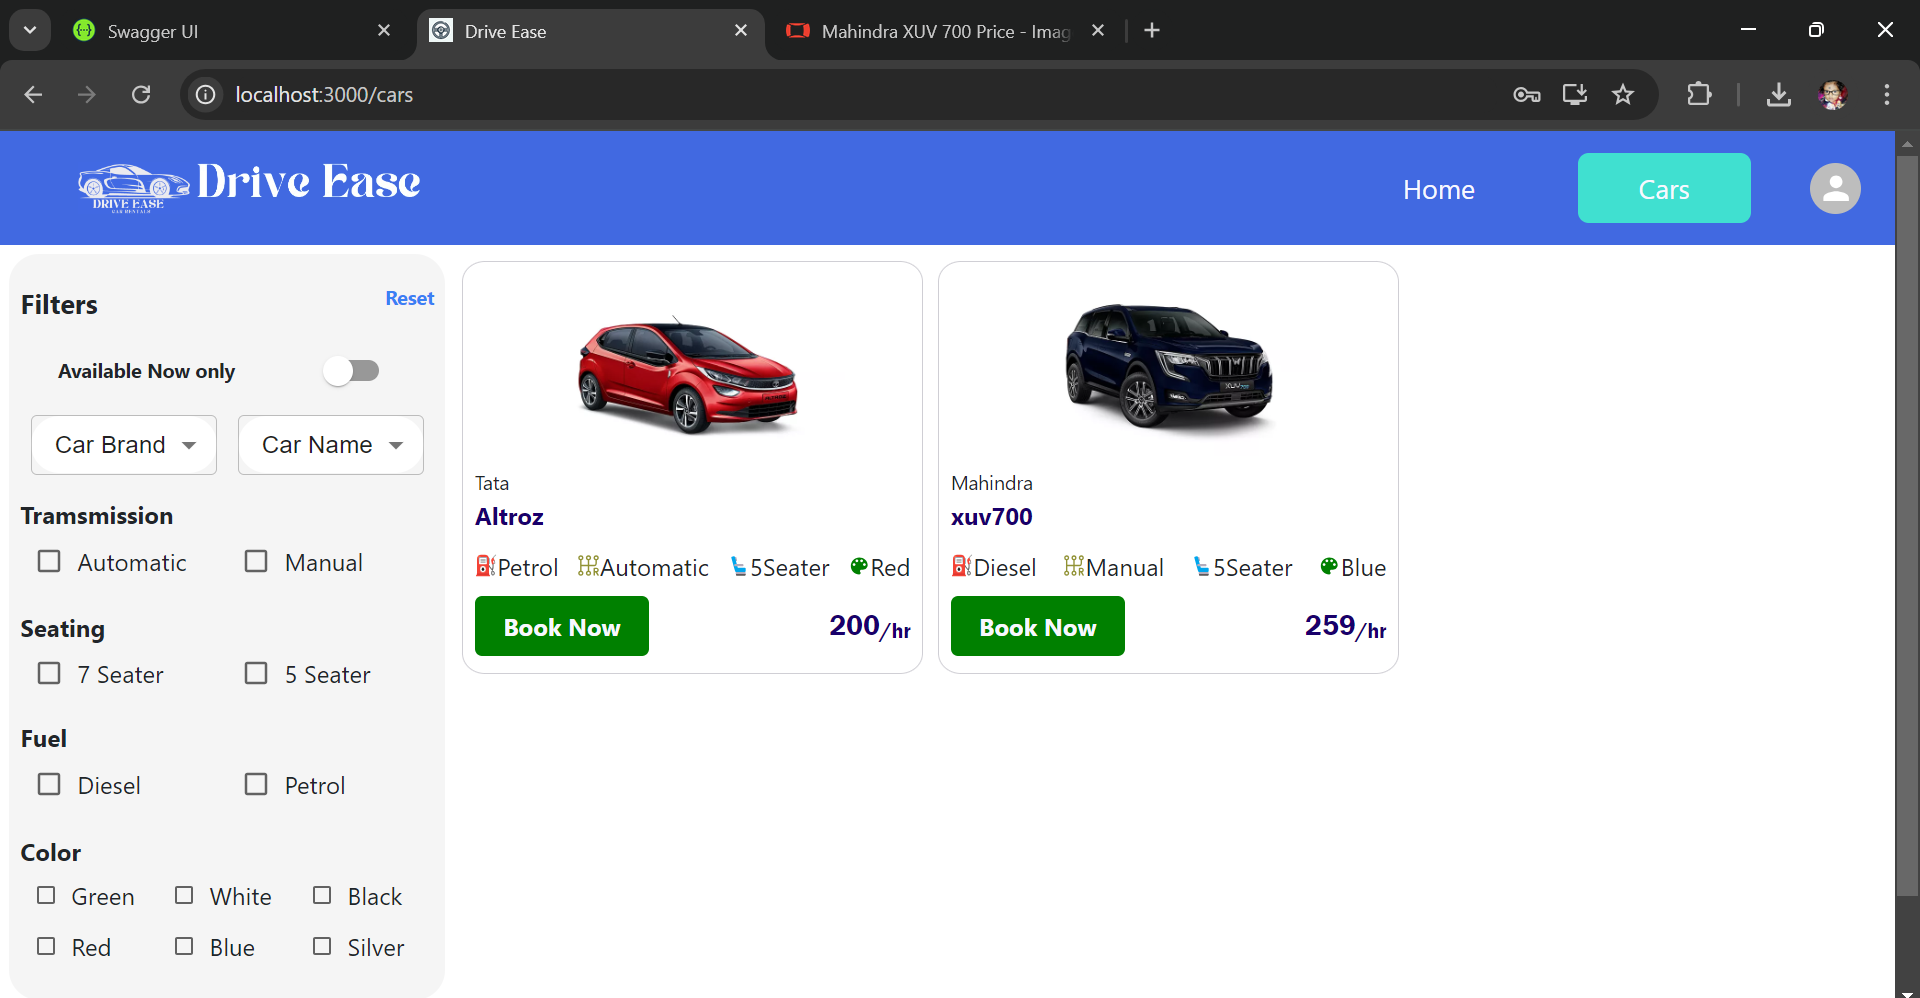 Swagger UI
Drive Ease
Mahindra XUV 700 Price - Imag
localhost:3000/cars
DRIVE EASE
CAR RENTALS
Drive Ease
Home
Cars
Filters
Reset
Available Now only
Car Brand
Car Name
Tramsmission
Automatic
Manual
Seating
7 Seater
5 Seater
Fuel
Diesel
Petrol
Color
Green
White
Black
Red
Blue
Silver
Tata
Altroz
Petrol
Automatic
5Seater
Red
Book Now
200/hr
XUV700
Mahindra
xuv700
Diesel
Manual
5Seater
Blue
Book Now
259/hr